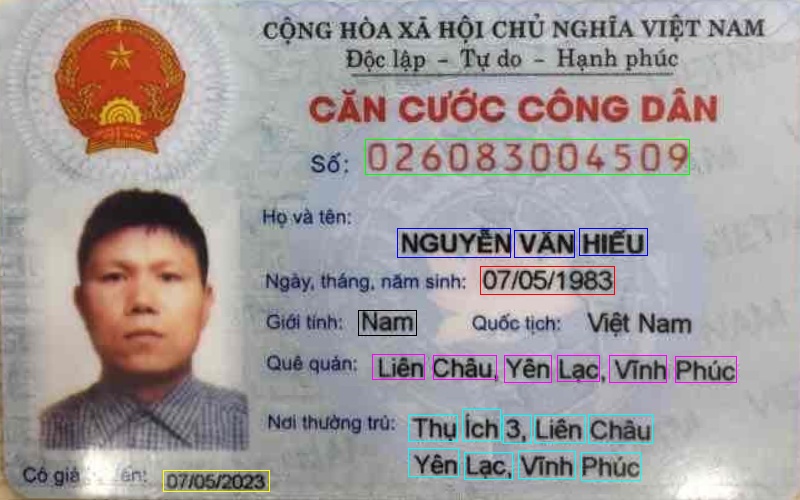 CỘNG HÒA XÃ HỘI CHỦ NGHĨA VIỆT NAM
Độc lập - Tự do - Hạnh phúc
CĂN CƯỚC CÔNG DÂN
Số: 026083004509
Họ và tên:
NGUYỄN VĂN HIẾU
Ngày, tháng, năm sinh: 07/05/1983
Giới tính: Nam Quốc tịch: Việt Nam
Quê quán: Liên Châu, Yên Lạc, Vĩnh Phúc
Nơi thường trú: Thụ Ích 3, Liên Châu
Yên Lạc, Vĩnh Phúc
Có giá 07/05/2023